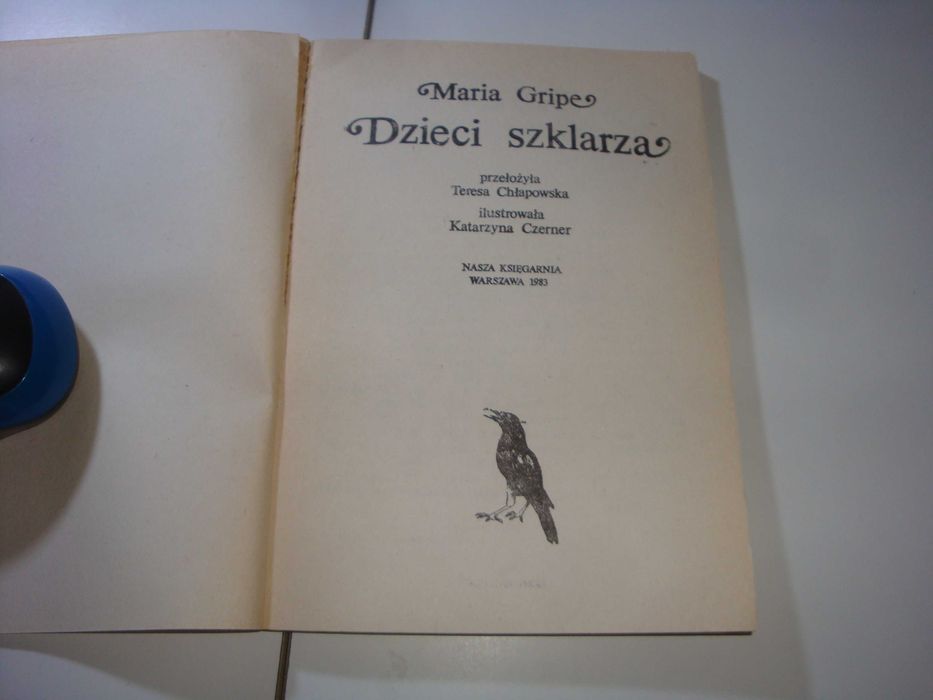 Maria Gripe
Dzieci szklarza
przełożyła
Teresa Chłapowska
ilustrowała
Katarzyna Czerner
NASZA KSIĘGARNIA
WARSZAWA 1983